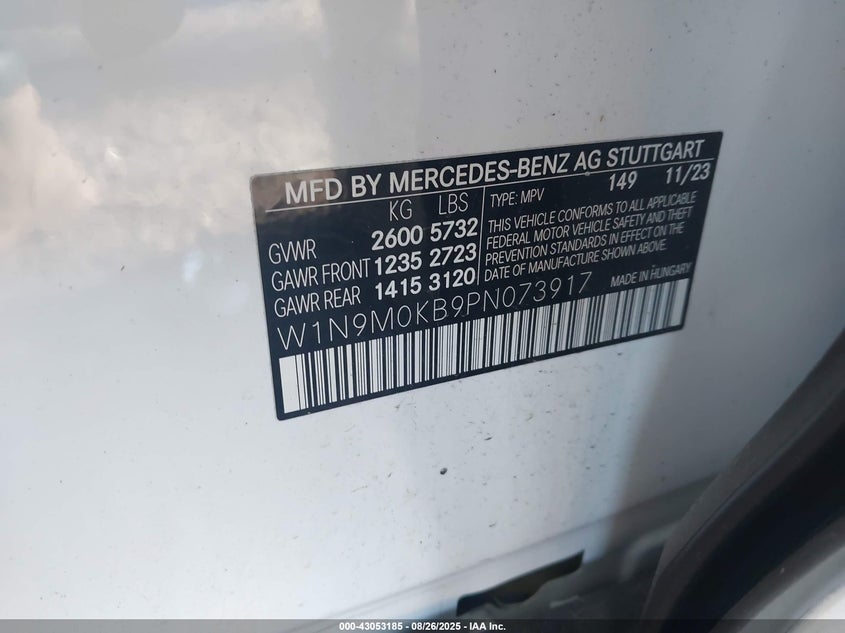 MFD BY MERCEDES-BENZ AG STUTTGART
KG LBS
GVWR 2600 5732
GAWR FRONT 1235 2723
GAWR REAR 1415 3120
TYPE: MPV 149 11/23
THIS VEHICLE CONFORMS TO ALL APPLICABLE
FEDERAL MOTOR VEHICLE SAFETY AND THEFT
PREVENTION STANDARDS IN EFFECT ON THE
DATE OF MANUFACTURE SHOWN ABOVE.
MADE IN HUNGARY
W1N9M0KB9PN073917
000-43053185 - 08/26/2025 - IAA Inc.